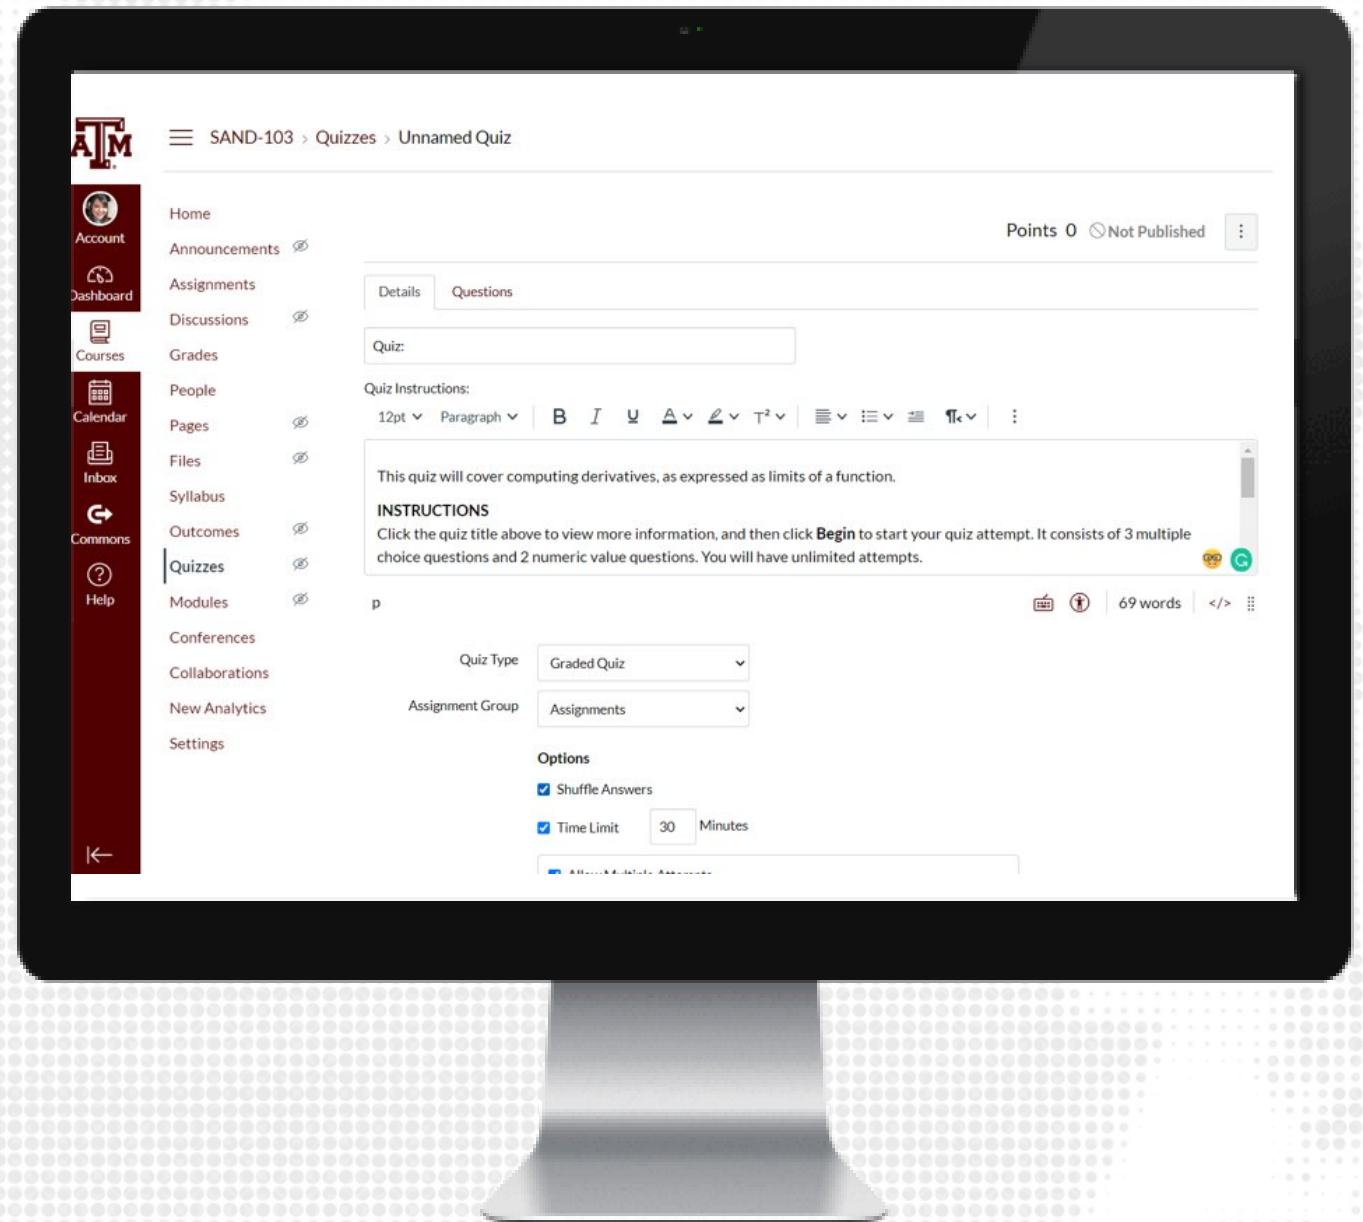 ATM
SAND-103 > Quizzes > Unnamed Quiz
Account
Dashboard
Courses
Calendar
Inbox
Commons
Help
Home
Announcements
Assignments
Discussions
Grades
People
Pages
Files
Syllabus
Outcomes
Quizzes
Modules
Conferences
Collaborations
New Analytics
Settings
Points 0 Not Published
Details Questions
Quiz:
Quiz Instructions:
12pt Paragraph B I U A T²
This quiz will cover computing derivatives, as expressed as limits of a function.
INSTRUCTIONS
Click the quiz title above to view more information, and then click Begin to start your quiz attempt. It consists of 3 multiple
choice questions and 2 numeric value questions. You will have unlimited attempts.
p 69 words </>
Quiz Type Graded Quiz
Assignment Group Assignments
Options
Shuffle Answers
Time Limit 30 Minutes
Allow Multiple Attempts